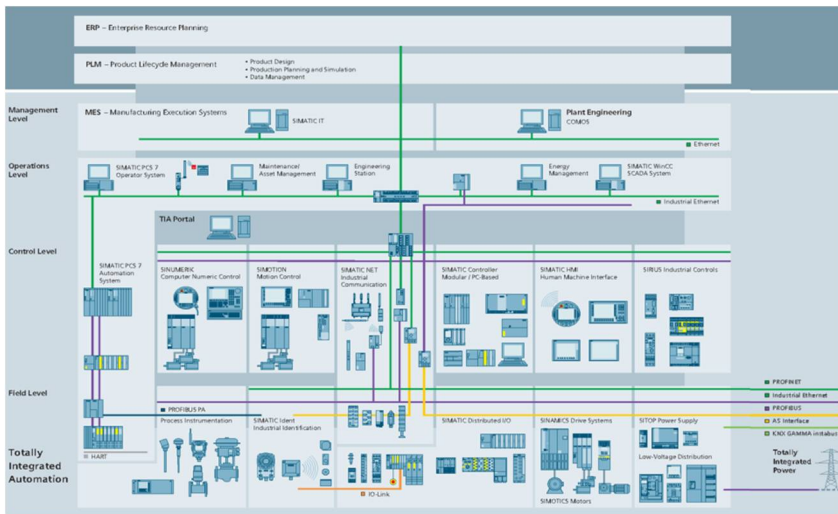 ERP – Enterprise Resource Planning
PLM – Product Lifecycle Management
• Product Design
• Production Planning and Simulation
• Data Management
Management
Level
MES – Manufacturing Execution Systems
SIMATIC IT
Plant Engineering
COMOS
Ethernet
Operations
Level
SIMATIC PCS 7
Operator System
Maintenance/
Asset Management
Engineering
Station
Energy
Management
SIMATIC WinCC
SCADA System
Industrial Ethernet
TIA Portal
Control Level
SIMATIC PCS 7
Automation
System
SINUMERIK
Computer Numeric Control
SIMOTION
Motion Control
SIMATIC NET
Industrial
Communication
SIMATIC Controller
Modular / PC-Based
SIMATIC HMI
Human Machine Interface
SIRIUS Industrial Controls
Field Level
PROFINET
Industrial Ethernet
PROFIBUS
AS Interface
KNX GAMMA instabus
PROFIBUS PA
Process Instrumentation
SIMATIC Ident
Industrial Identification
SIMATIC Distributed I/O
SINAMICS Drive Systems
SITOP Power Supply
HART
Low-Voltage Distribution
Totally
Integrated
Automation
Totally
Integrated
Power
IO-Link
SIMOTICS Motors